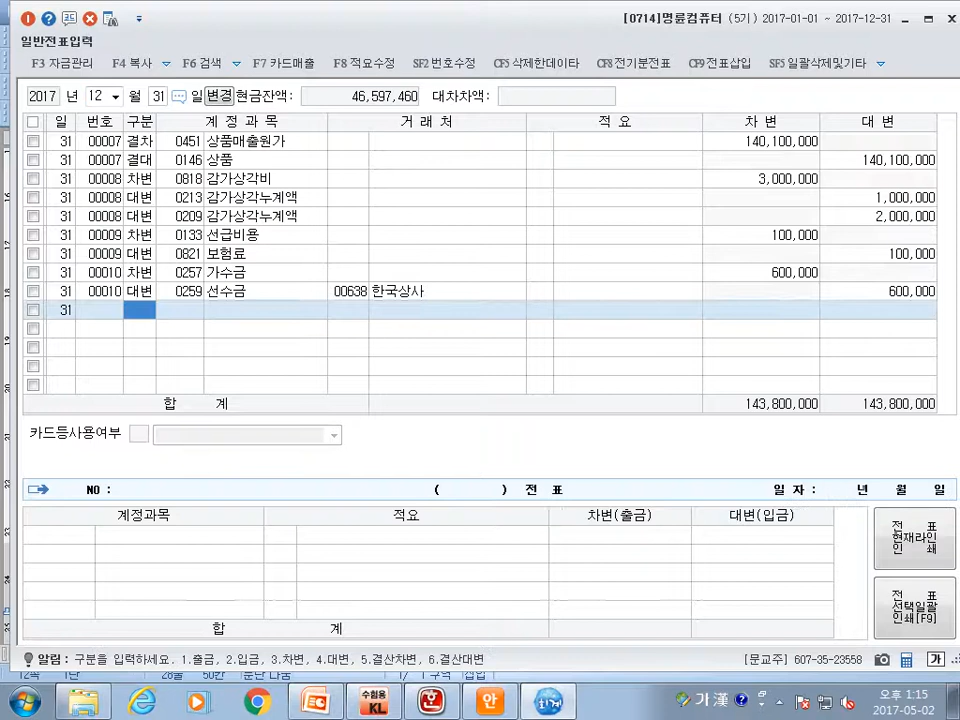 [0714]명륜컴퓨터 (5기) 2017-01-01 ~ 2017-12-31
일반전표입력
F3 자금관리 F4 복사 F6 검색 F7 카드매출 F8 적요수정 SF2 번호수정 CF5 삭제한데이타 CF8 전기분전표 CF9 전표삽입 SF5 일괄삭제및기타
2017 년 12 월 31 일 변경 현금잔액: 46,597,460 대차차액:
일 번호 구분 계 정 과 목 거 래 처 적 요 차 변 대 변
31 00007 결차 0451 상품매출원가 140,100,000
31 00007 결대 0146 상품 140,100,000
31 00008 차변 0818 감가상각비 3,000,000
31 00008 대변 0213 감가상각누계액 1,000,000
31 00008 대변 0209 감가상각누계액 2,000,000
31 00009 차변 0133 선급비용 100,000
31 00009 대변 0821 보험료 100,000
31 00010 차변 0257 가수금 600,000
31 00010 대변 0259 선수금 00638 한국상사 600,000
31
합 계 143,800,000 143,800,000
카드등사용여부
NO : ( ) 전 표 일 자 : 년 월 일
계정과목 적요 차변(출금) 대변(입금)
전 표
현재라인
인 쇄
전 표
선택일괄
인쇄[F9]
합 계
알림 : 구분을 입력하세요. 1.출금, 2.입금, 3.차변, 4.대변, 5.결산차변, 6.결산대변
[문교주] 607-35-23558 가
1/ 1 구역 삽입
수험용
KL
안
가 漢
오후 1:15
2017-05-02